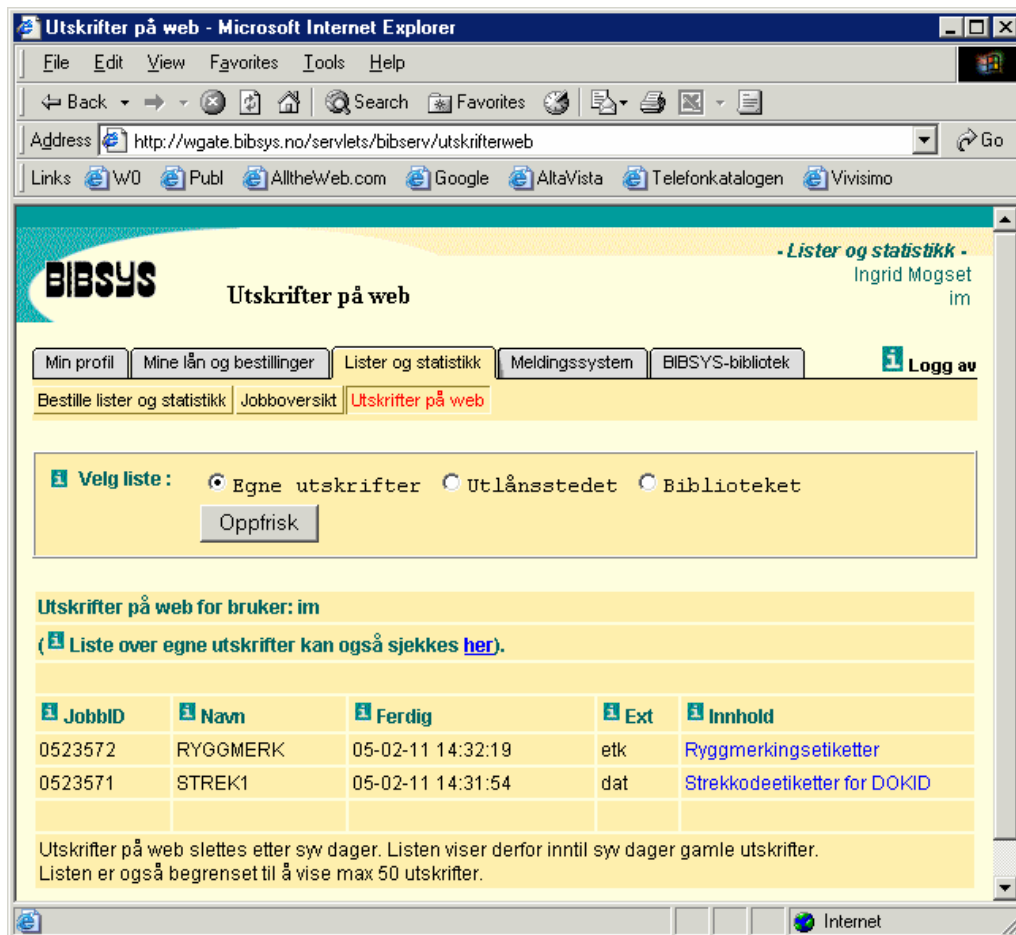 Utskrifter på web - Microsoft Internet Explorer
File Edit View Favorites Tools Help
Back Search Favorites
Address http://wgate.bibsys.no/servlets/bibserv/utskrifterweb Go
Links W0 Publ AlltheWeb.com Google AltaVista Telefonkatalogen Vivisimo
- Lister og statistikk -
Ingrid Mogset
im
BIBSYS Utskrifter på web
Min profil Mine lån og bestillinger Lister og statistikk Meldingssystem BIBSYS-bibliotek i Logg av
Bestille lister og statistikk Jobboversikt Utskrifter på web
i Velg liste : Egne utskrifter Utlånsstedet Biblioteket
Oppfrisk
Utskrifter på web for bruker: im
( i Liste over egne utskrifter kan også sjekkes her).
i JobbID i Navn i Ferdig i Ext i Innhold
0523572 RYGGMERK 05-02-11 14:32:19 etk Ryggmerkingsetiketter
0523571 STREK1 05-02-11 14:31:54 dat Strekkodeetiketter for DOKID
Utskrifter på web slettes etter syv dager. Listen viser derfor inntil syv dager gamle utskrifter.
Listen er også begrenset til å vise max 50 utskrifter.
Internet